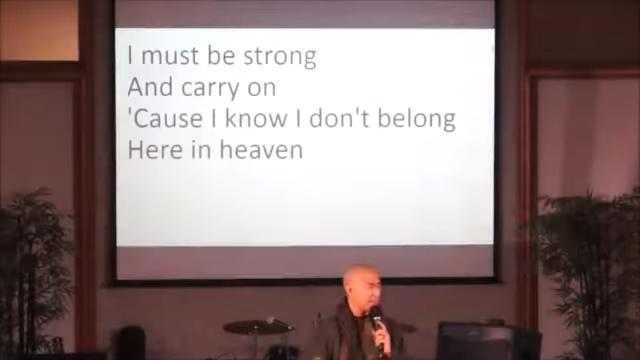 I must be strong
And carry on
'Cause I know I don't belong
Here in heaven